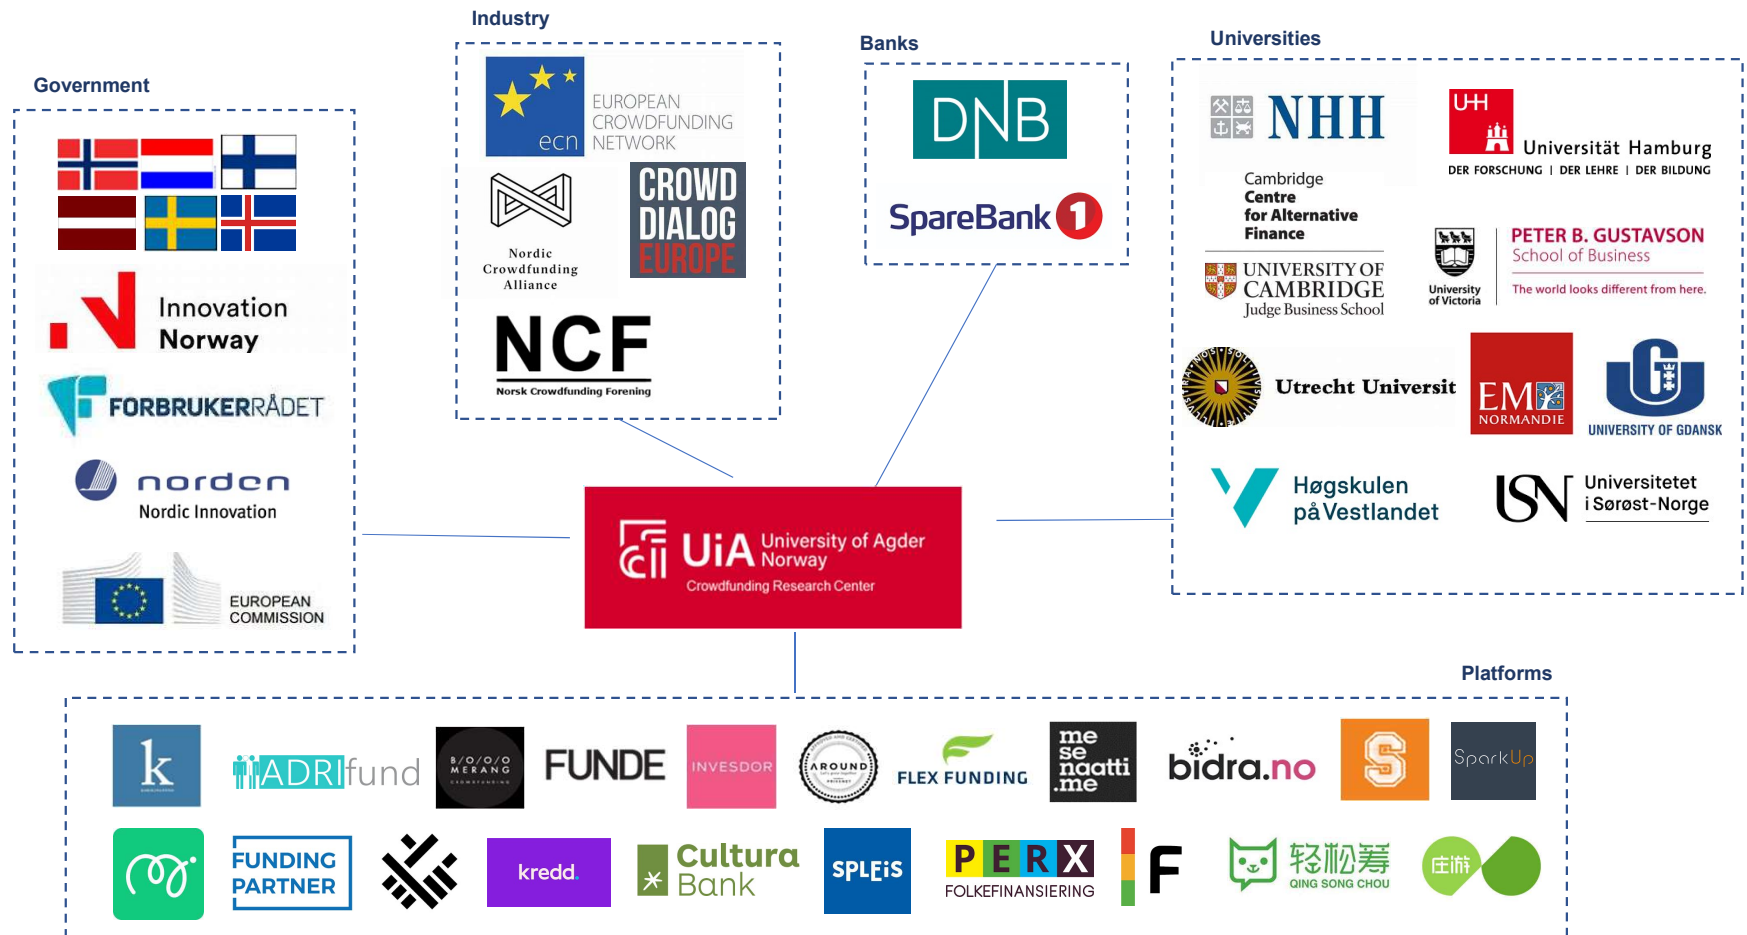 Industry
Banks
Universities
Government
ecn
EUROPEAN
CROWDFUNDING
NETWORK
Nordic
Crowdfunding
Alliance
CROWD
DIALOG
EUROPE
NCF
Norsk Crowdfunding Forening
DNB
SpareBank 1
NHH
UHH
Universität Hamburg
DER FORSCHUNG | DER LEHRE | DER BILDUNG
Cambridge
Centre
for Alternative
Finance
UNIVERSITY OF
CAMBRIDGE
Judge Business School
University
of Victoria
PETER B. GUSTAVSON
School of Business
The world looks different from here.
Utrecht Universit
EM
NORMANDIE
UNIVERSITY OF GDANSK
Høgskulen
på Vestlandet
USN
Universitetet
i Sørøst-Norge
Innovation
Norway
FORBRUKERRÅDET
norden
Nordic Innovation
EUROPEAN
COMMISSION
UiA
University of Agder
Norway
Crowdfunding Research Center
Platforms
k
ADRIfund
B/O/O/O
MERANG
CROWDFUNDING
FUNDE
INVESDOR
AROUND
FLEX FUNDING
me
se
naatti
.me
bidra.no
S
SparkUp
FUNDING
PARTNER
kredd.
Cultura
Bank
SPLEiS
PERX
FOLKEFINANSIERING
F
轻松筹
QING SONG CHOU
庄游